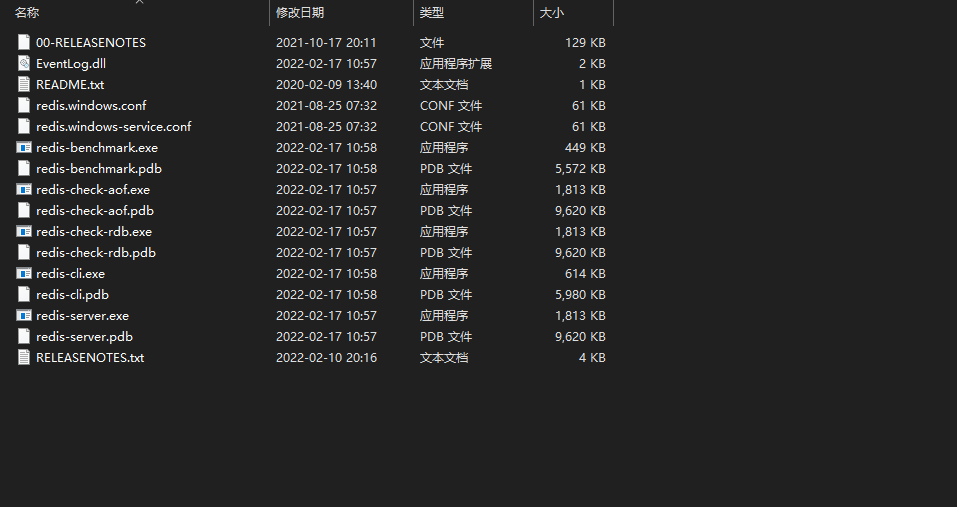 名称 修改日期 类型 大小
00-RELEASENOTES 2021-10-17 20:11 文件 129 KB
EventLog.dll 2022-02-17 10:57 应用程序扩展 2 KB
README.txt 2020-02-09 13:40 文本文档 1 KB
redis.windows.conf 2021-08-25 07:32 CONF 文件 61 KB
redis.windows-service.conf 2021-08-25 07:32 CONF 文件 61 KB
redis-benchmark.exe 2022-02-17 10:58 应用程序 449 KB
redis-benchmark.pdb 2022-02-17 10:58 PDB 文件 5,572 KB
redis-check-aof.exe 2022-02-17 10:57 应用程序 1,813 KB
redis-check-aof.pdb 2022-02-17 10:57 PDB 文件 9,620 KB
redis-check-rdb.exe 2022-02-17 10:57 应用程序 1,813 KB
redis-check-rdb.pdb 2022-02-17 10:57 PDB 文件 9,620 KB
redis-cli.exe 2022-02-17 10:58 应用程序 614 KB
redis-cli.pdb 2022-02-17 10:58 PDB 文件 5,980 KB
redis-server.exe 2022-02-17 10:57 应用程序 1,813 KB
redis-server.pdb 2022-02-17 10:57 PDB 文件 9,620 KB
RELEASENOTES.txt 2022-02-10 20:16 文本文档 4 KB